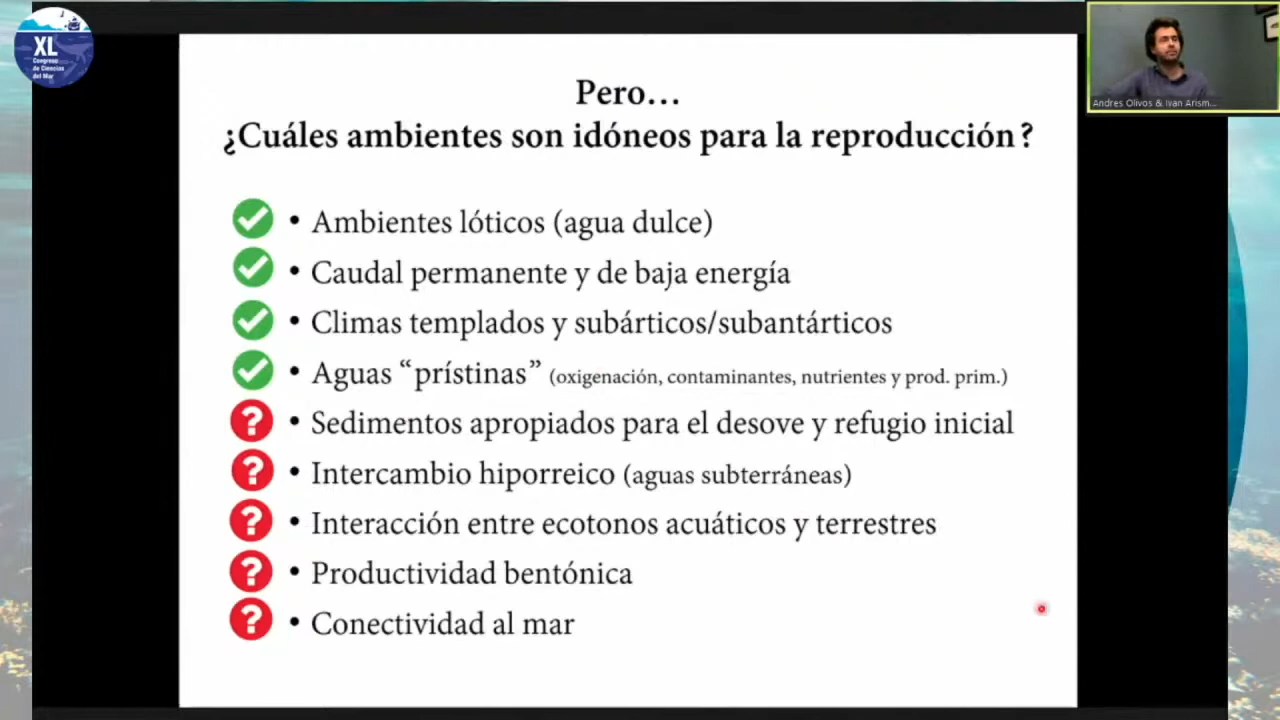 XL
Congreso
de Ciencias
del Mar
Andres Olivos & Ivan Arism...
Pero…
¿Cuáles ambientes son idóneos para la reproducción?
• Ambientes lóticos (agua dulce)
• Caudal permanente y de baja energía
• Climas templados y subárticos/subantárticos
• Aguas “prístinas” (oxigenación, contaminantes, nutrientes y prod. prim.)
• Sedimentos apropiados para el desove y refugio inicial
• Intercambio hiporreico (aguas subterráneas)
• Interacción entre ecotonos acuáticos y terrestres
• Productividad bentónica
• Conectividad al mar